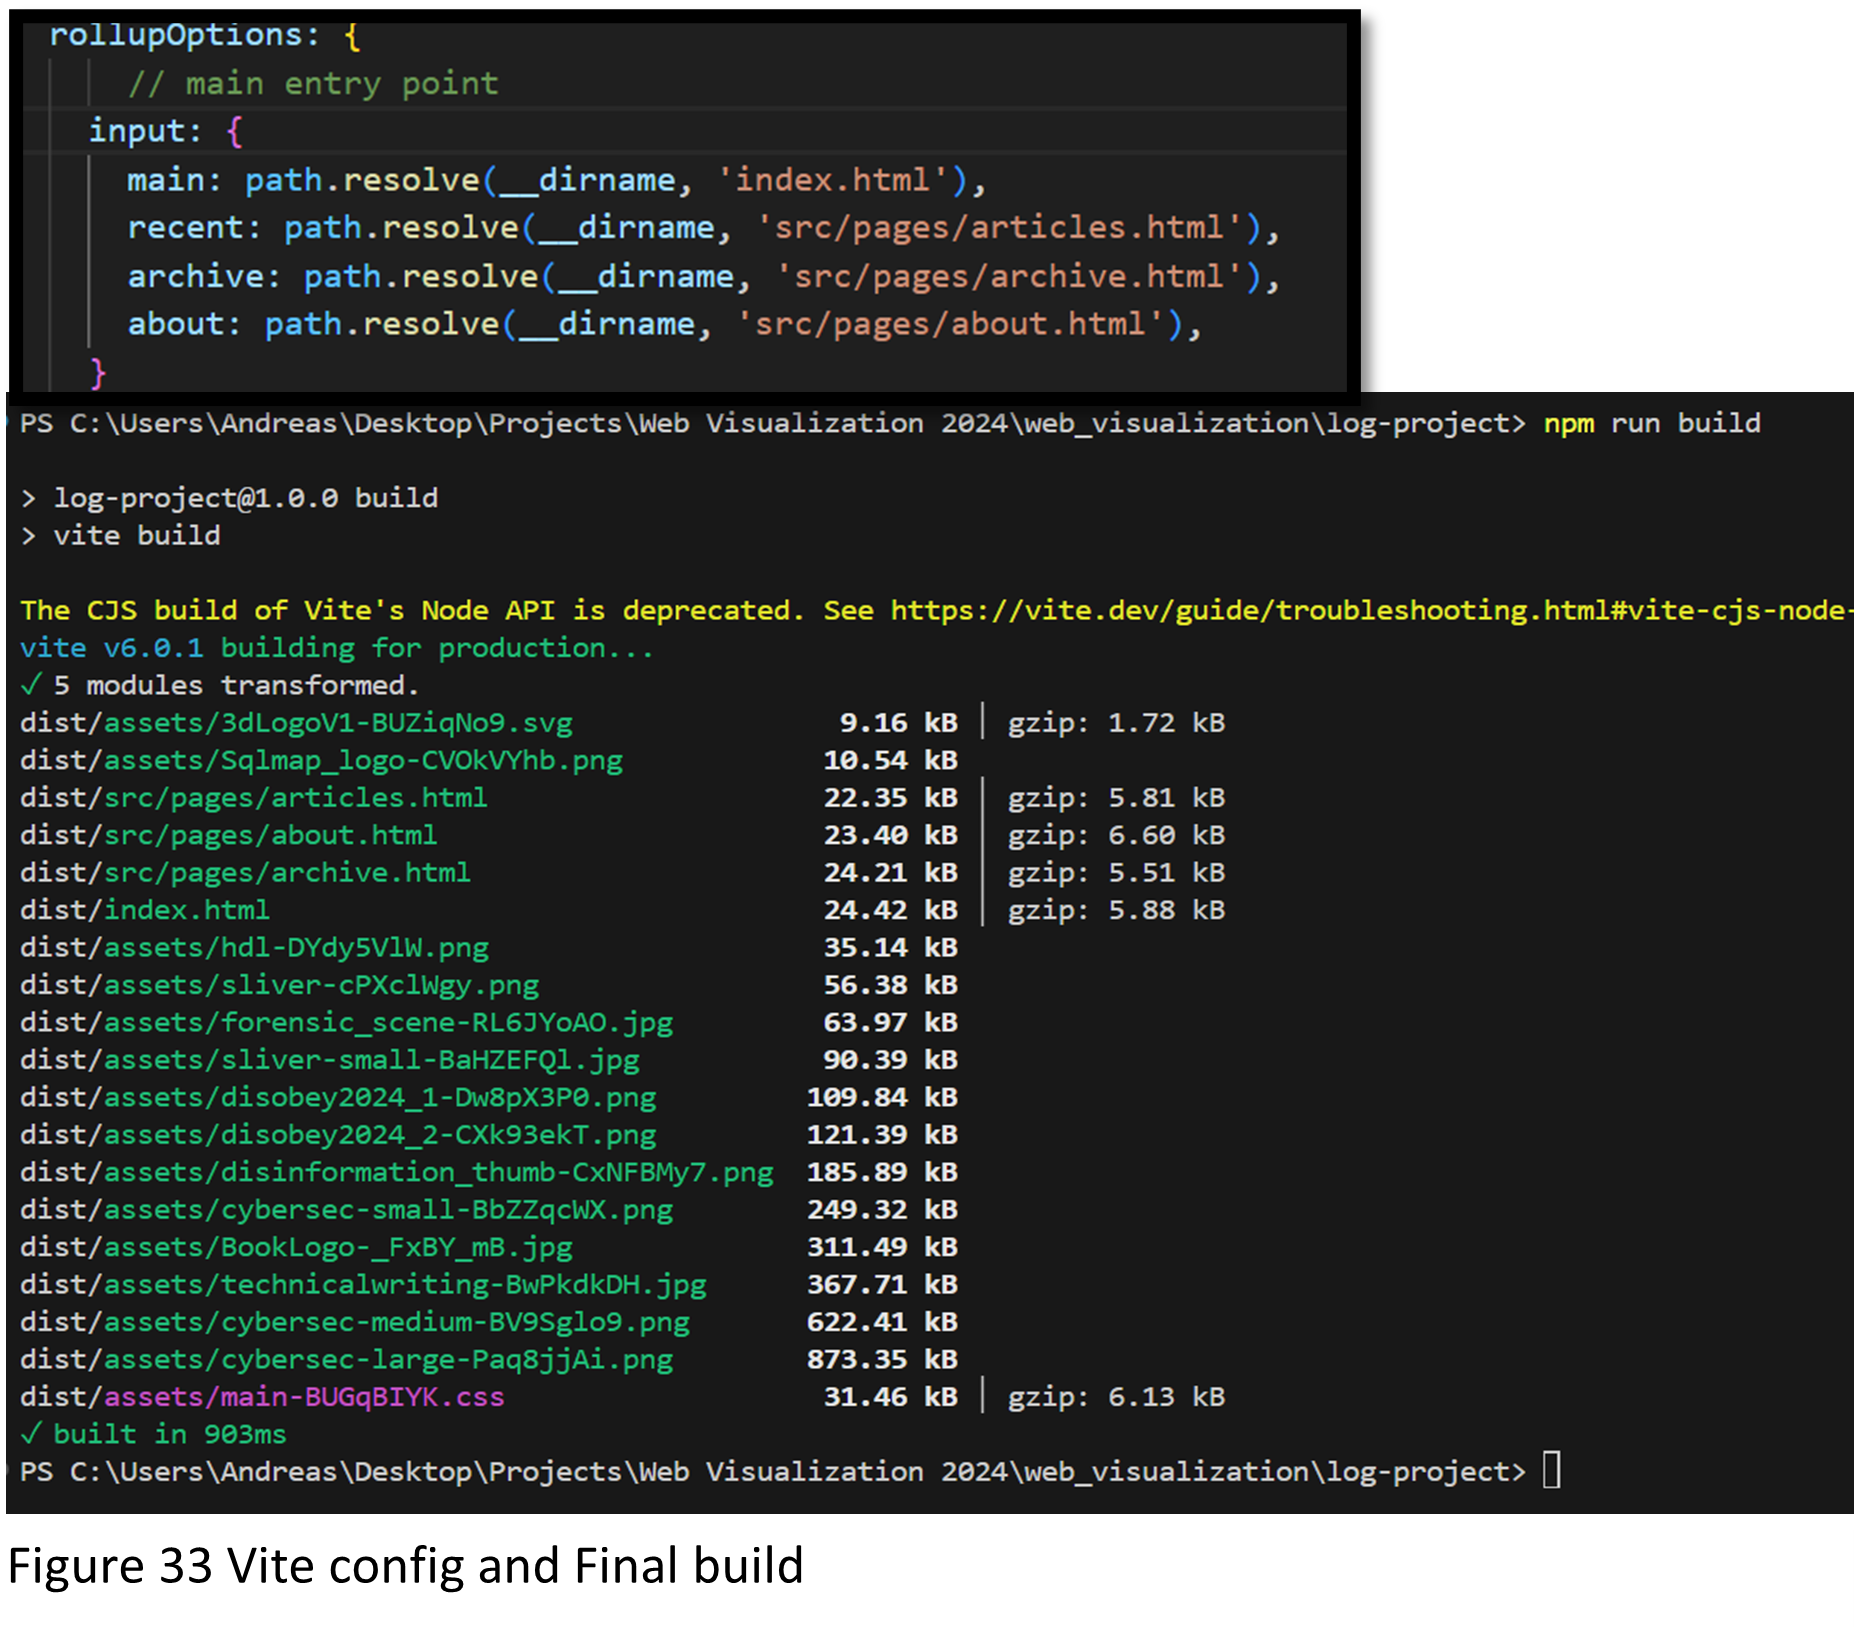 rollupOptions: {
// main entry point
input: {
main: path.resolve(__dirname, 'index.html'),
recent: path.resolve(__dirname, 'src/pages/articles.html'),
archive: path.resolve(__dirname, 'src/pages/archive.html'),
about: path.resolve(__dirname, 'src/pages/about.html'),
}
PS C:\Users\Andreas\Desktop\Projects\Web Visualization 2024\web_visualization\log-project> npm run build
> log-project@1.0.0 build
> vite build
The CJS build of Vite's Node API is deprecated. See https://vite.dev/guide/troubleshooting.html#vite-cjs-node-
vite v6.0.1 building for production...
✓ 5 modules transformed.
dist/assets/3dLogoV1-BUZiqNo9.svg 9.16 kB │ gzip: 1.72 kB
dist/assets/Sqlmap_logo-CVOkVYhb.png 10.54 kB
dist/src/pages/articles.html 22.35 kB │ gzip: 5.81 kB
dist/src/pages/about.html 23.40 kB │ gzip: 6.60 kB
dist/src/pages/archive.html 24.21 kB │ gzip: 5.51 kB
dist/index.html 24.42 kB │ gzip: 5.88 kB
dist/assets/hdl-DYdy5VlW.png 35.14 kB
dist/assets/sliver-cPXclWgy.png 56.38 kB
dist/assets/forensic_scene-RL6JYoAO.jpg 63.97 kB
dist/assets/sliver-small-BaHZEFQl.jpg 90.39 kB
dist/assets/disobey2024_1-Dw8pX3P0.png 109.84 kB
dist/assets/disobey2024_2-CXk93ekT.png 121.39 kB
dist/assets/disinformation_thumb-CxNFBMy7.png 185.89 kB
dist/assets/cybersec-small-BbZZqcWX.png 249.32 kB
dist/assets/BookLogo-_FxBY_mB.jpg 311.49 kB
dist/assets/technicalwriting-BwPkdkDH.jpg 367.71 kB
dist/assets/cybersec-medium-BV9Sglo9.png 622.41 kB
dist/assets/cybersec-large-Paq8jjAi.png 873.35 kB
dist/assets/main-BUGqBIYK.css 31.46 kB │ gzip: 6.13 kB
✓ built in 903ms
PS C:\Users\Andreas\Desktop\Projects\Web Visualization 2024\web_visualization\log-project>
Figure 33 Vite config and Final build